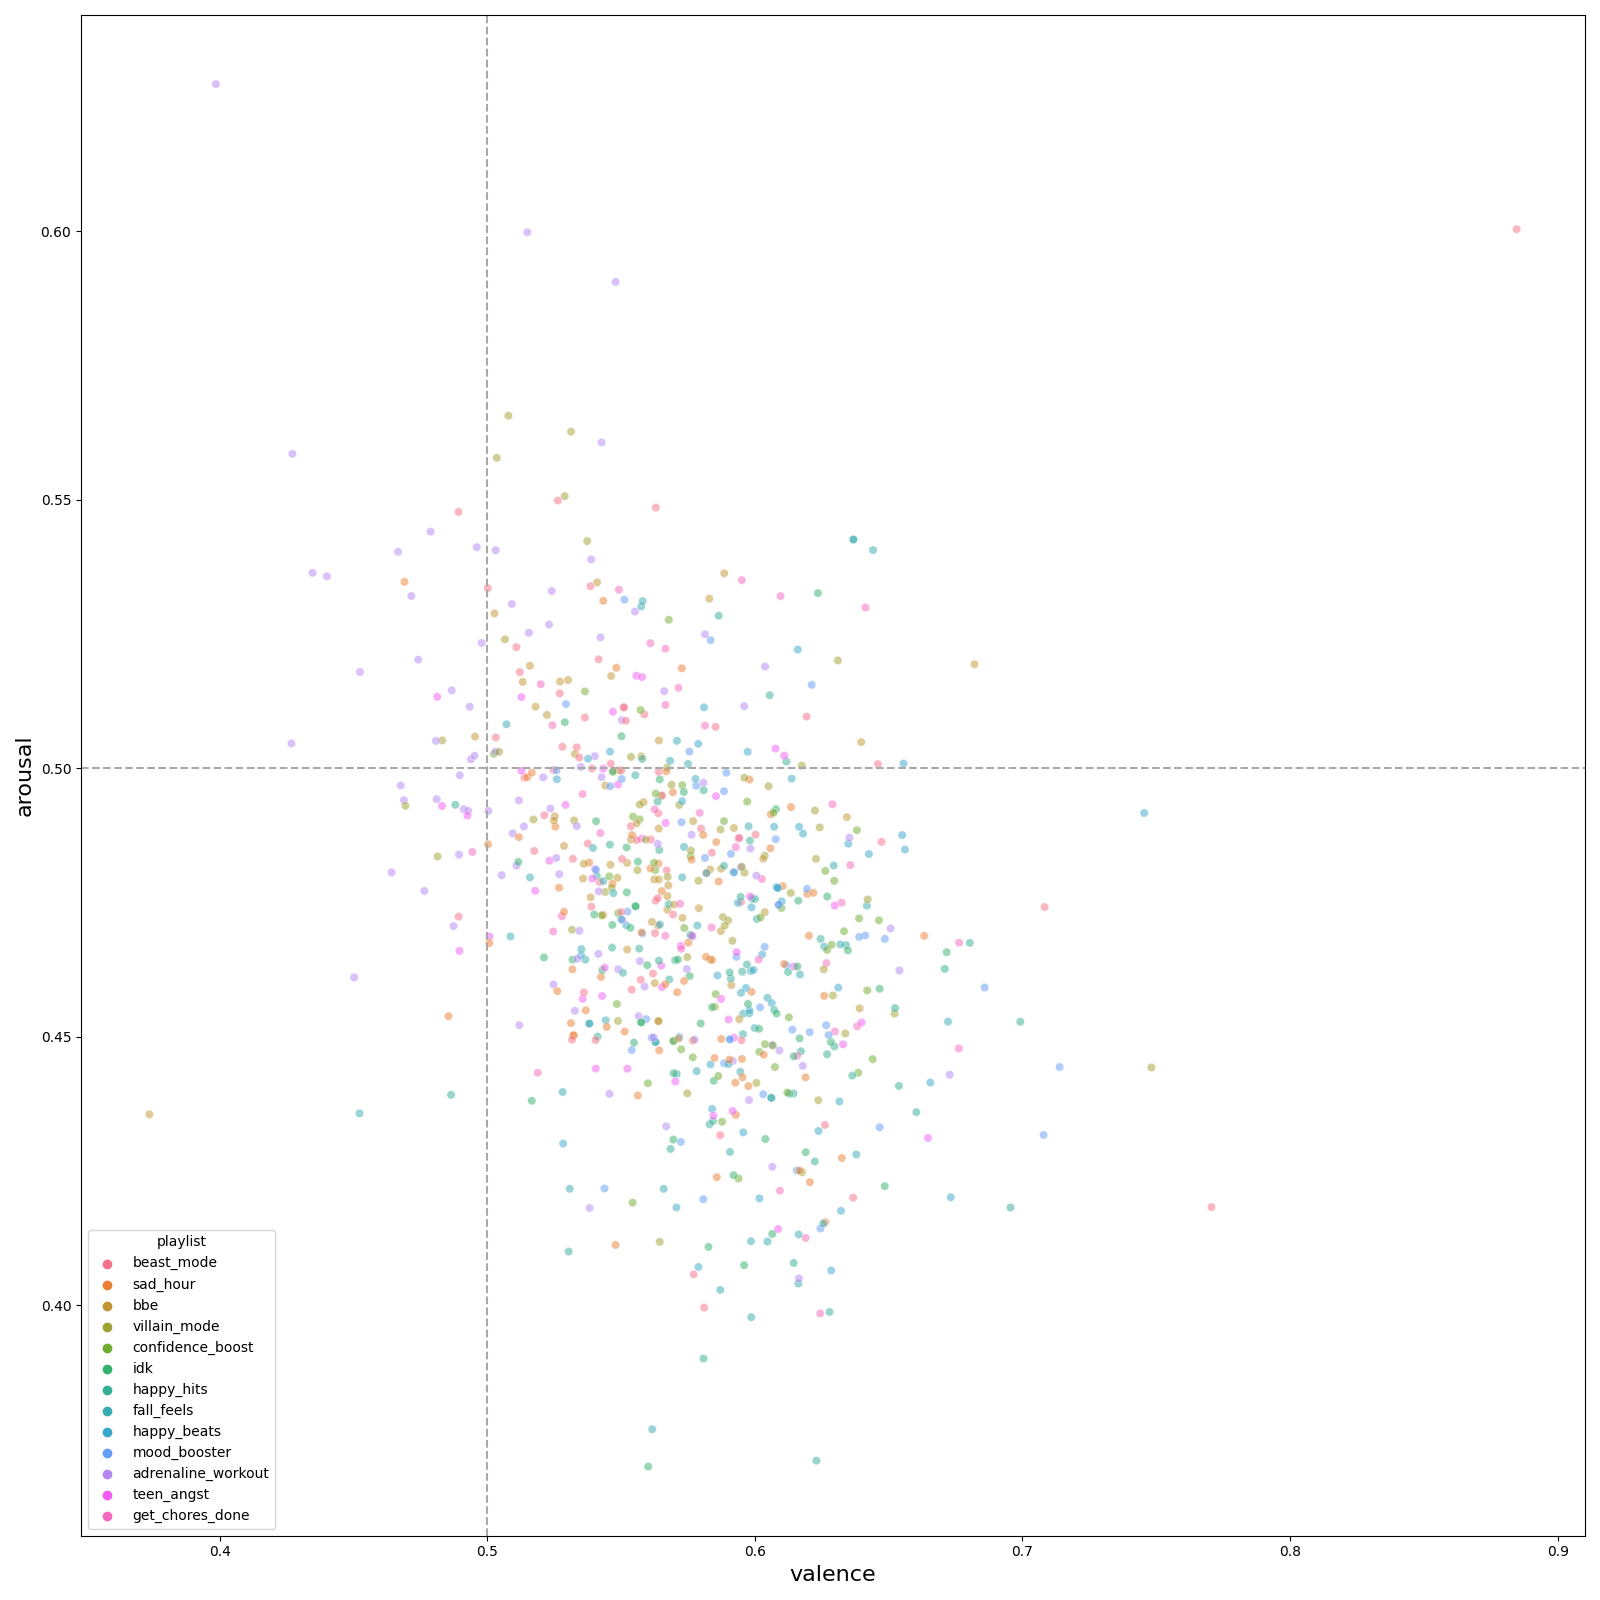 arousal
0.60
0.55
0.50
0.45
0.40
playlist
beast_mode
sad_hour
bbe
villain_mode
confidence_boost
idk
happy_hits
fall_feels
happy_beats
mood_booster
adrenaline_workout
teen_angst
get_chores_done
0.4 0.5 0.6 0.7 0.8 0.9
valence